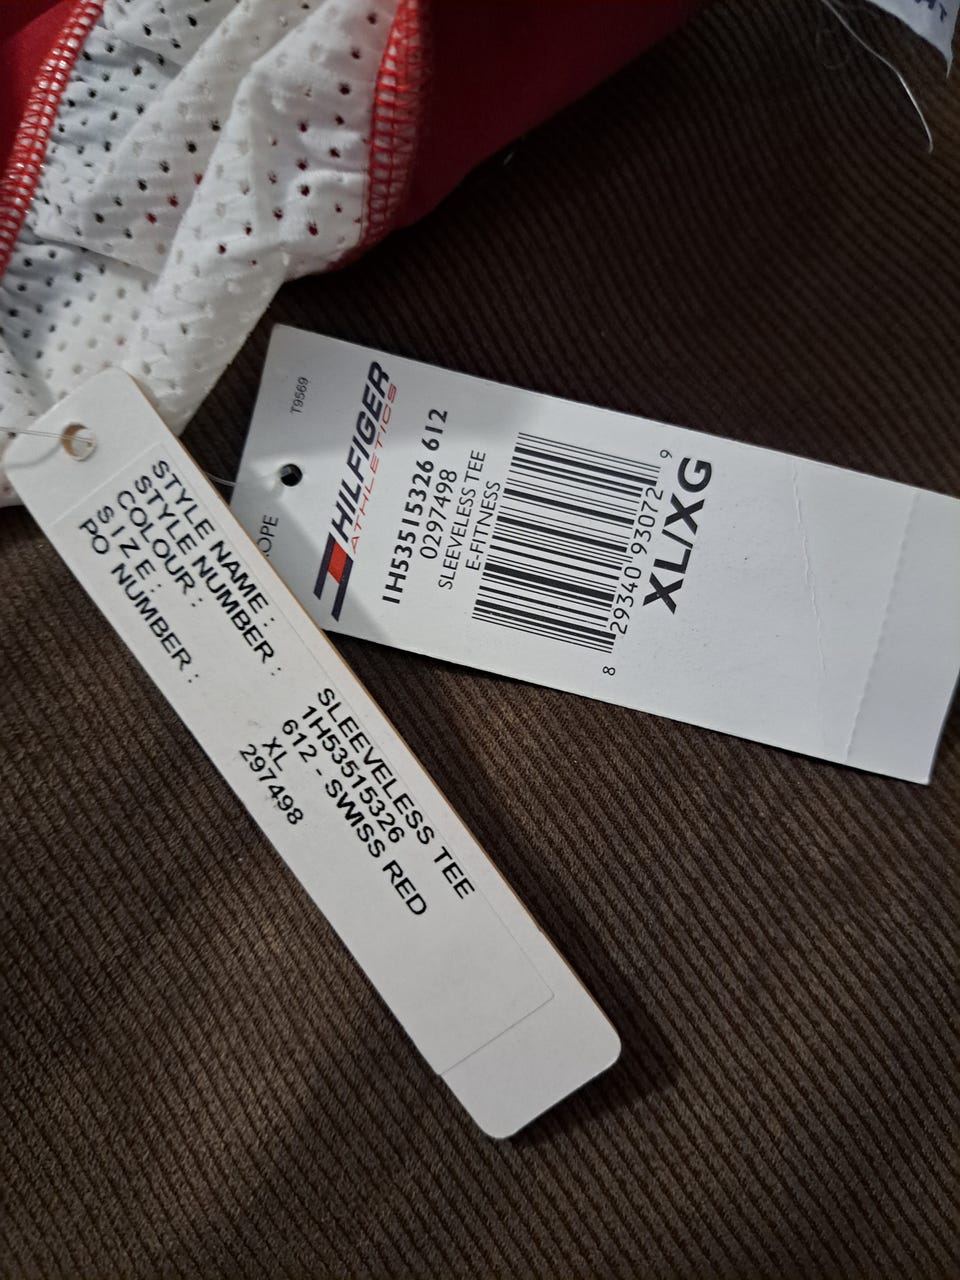 T9569
HILFIGER
ATHLETICS
1H53515326 612
0297498
SLEEVELESS TEE
E-FITNESS
8 29340 93072 9
XL/XG
OPE
STYLE NAME : SLEEVELESS TEE
STYLE NUMBER : 1H53515326
COLOUR : 612 - SWISS RED
SIZE : XL
PO NUMBER : 297498